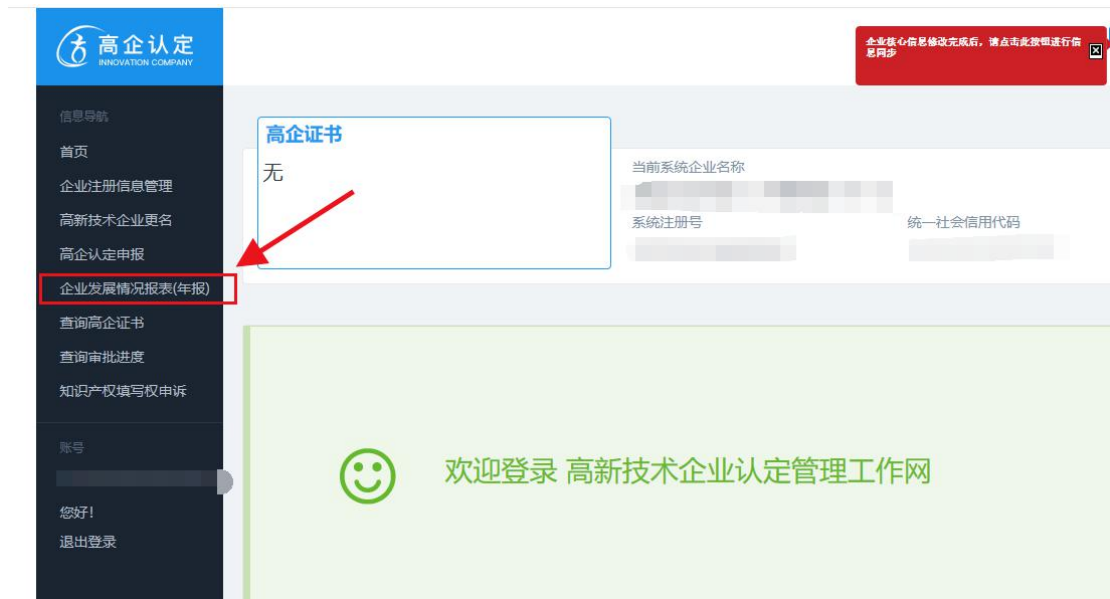 高企认定
INNOVATION COMPANY
企业核心信息修改完成后，请点击此按钮进行信
息同步
信息导航
首页
企业注册信息管理
高新技术企业更名
高企认定申报
企业发展情况报表(年报)
查询高企证书
查询审批进度
知识产权填写权申诉
账号
您好！
退出登录
高企证书
无
当前系统企业名称
系统注册号
统一社会信用代码
欢迎登录 高新技术企业认定管理工作网